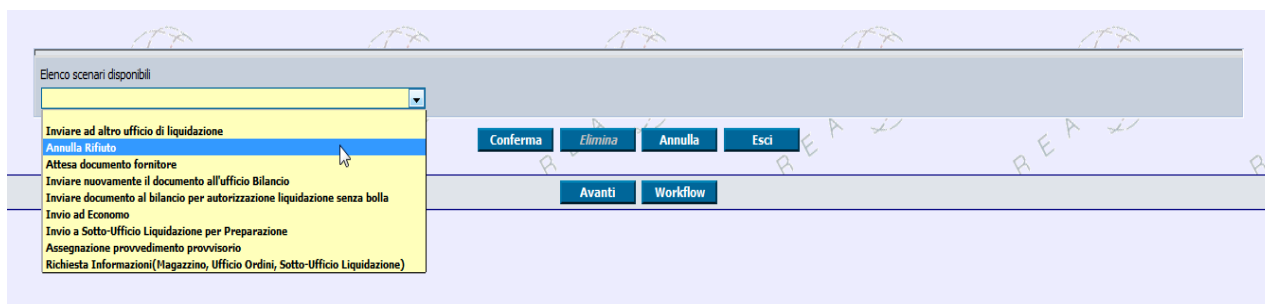 Elenco scenari disponibili
Inviare ad altro ufficio di liquidazione
Annulla Rifiuto
Attesa documento fornitore
Inviare nuovamente il documento all'ufficio Bilancio
Inviare documento al bilancio per autorizzazione liquidazione senza bolla
Invio ad Economo
Invio a Sotto-Ufficio Liquidazione per Preparazione
Assegnazione provvedimento provvisorio
Richiesta Informazioni(Magazzino, Ufficio Ordini, Sotto-Ufficio Liquidazione)
Conferma Elimina Annulla Esci
Avanti Workflow
R E A
R E A
R E A
R